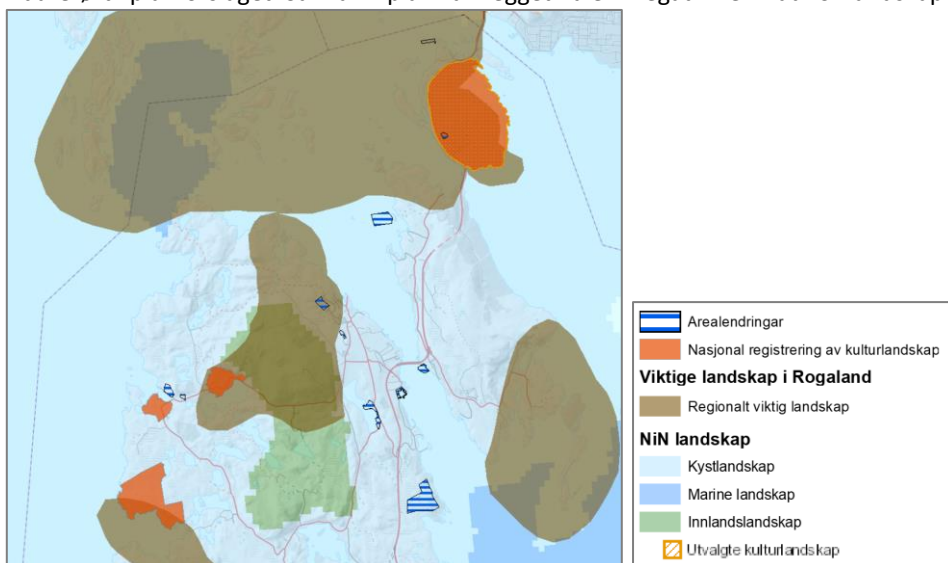 Arealendringar
Nasjonal registrering av kulturlandskap
Viktige landskap i Rogaland
Regionalt viktig landskap
NiN landskap
Kystlandskap
Marine landskap
Innlandslandskap
Utvalgte kulturlandskap